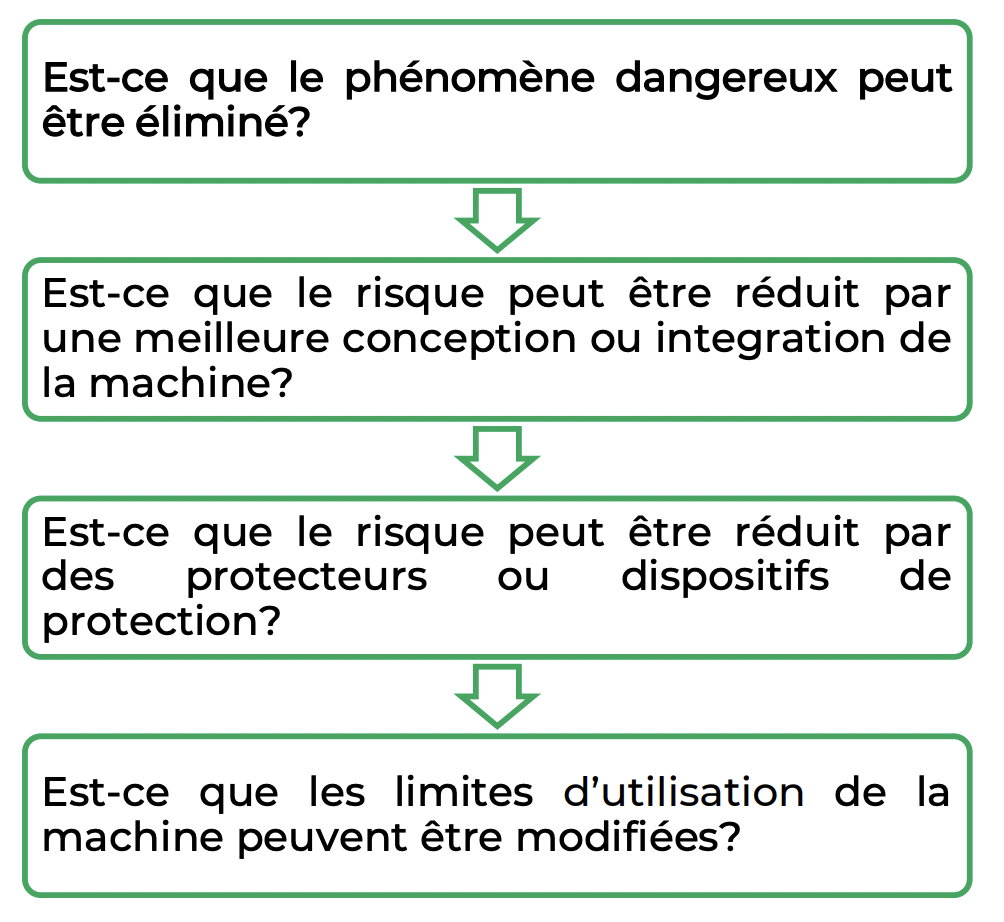 Est-ce que le phénomène dangereux peut
être éliminé?
Est-ce que le risque peut être réduit par
une meilleure conception ou integration de
la machine?
Est-ce que le risque peut être réduit par
des protecteurs ou dispositifs de
protection?
Est-ce que les limites d’utilisation de la
machine peuvent être modifiées?